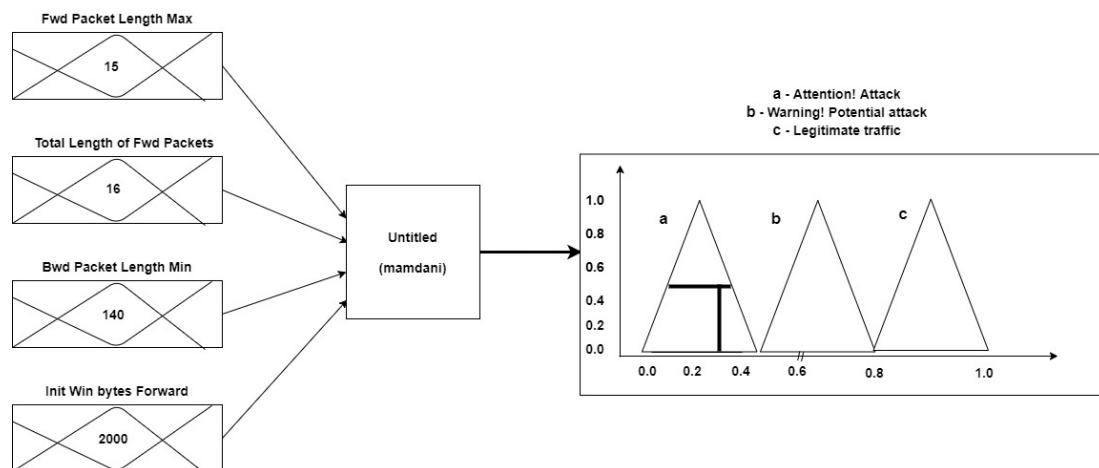 Fwd Packet Length Max
15
Total Length of Fwd Packets
16
Bwd Packet Length Min
140
Init Win bytes Forward
2000
Untitled
(mamdani)
a - Attention! Attack
b - Warning! Potential attack
c - Legitimate traffic
a
b
c
1.0
0.8
0.6
0.4
0.2
0.0
0.0 0.2 0.4 0.6 0.8 1.0